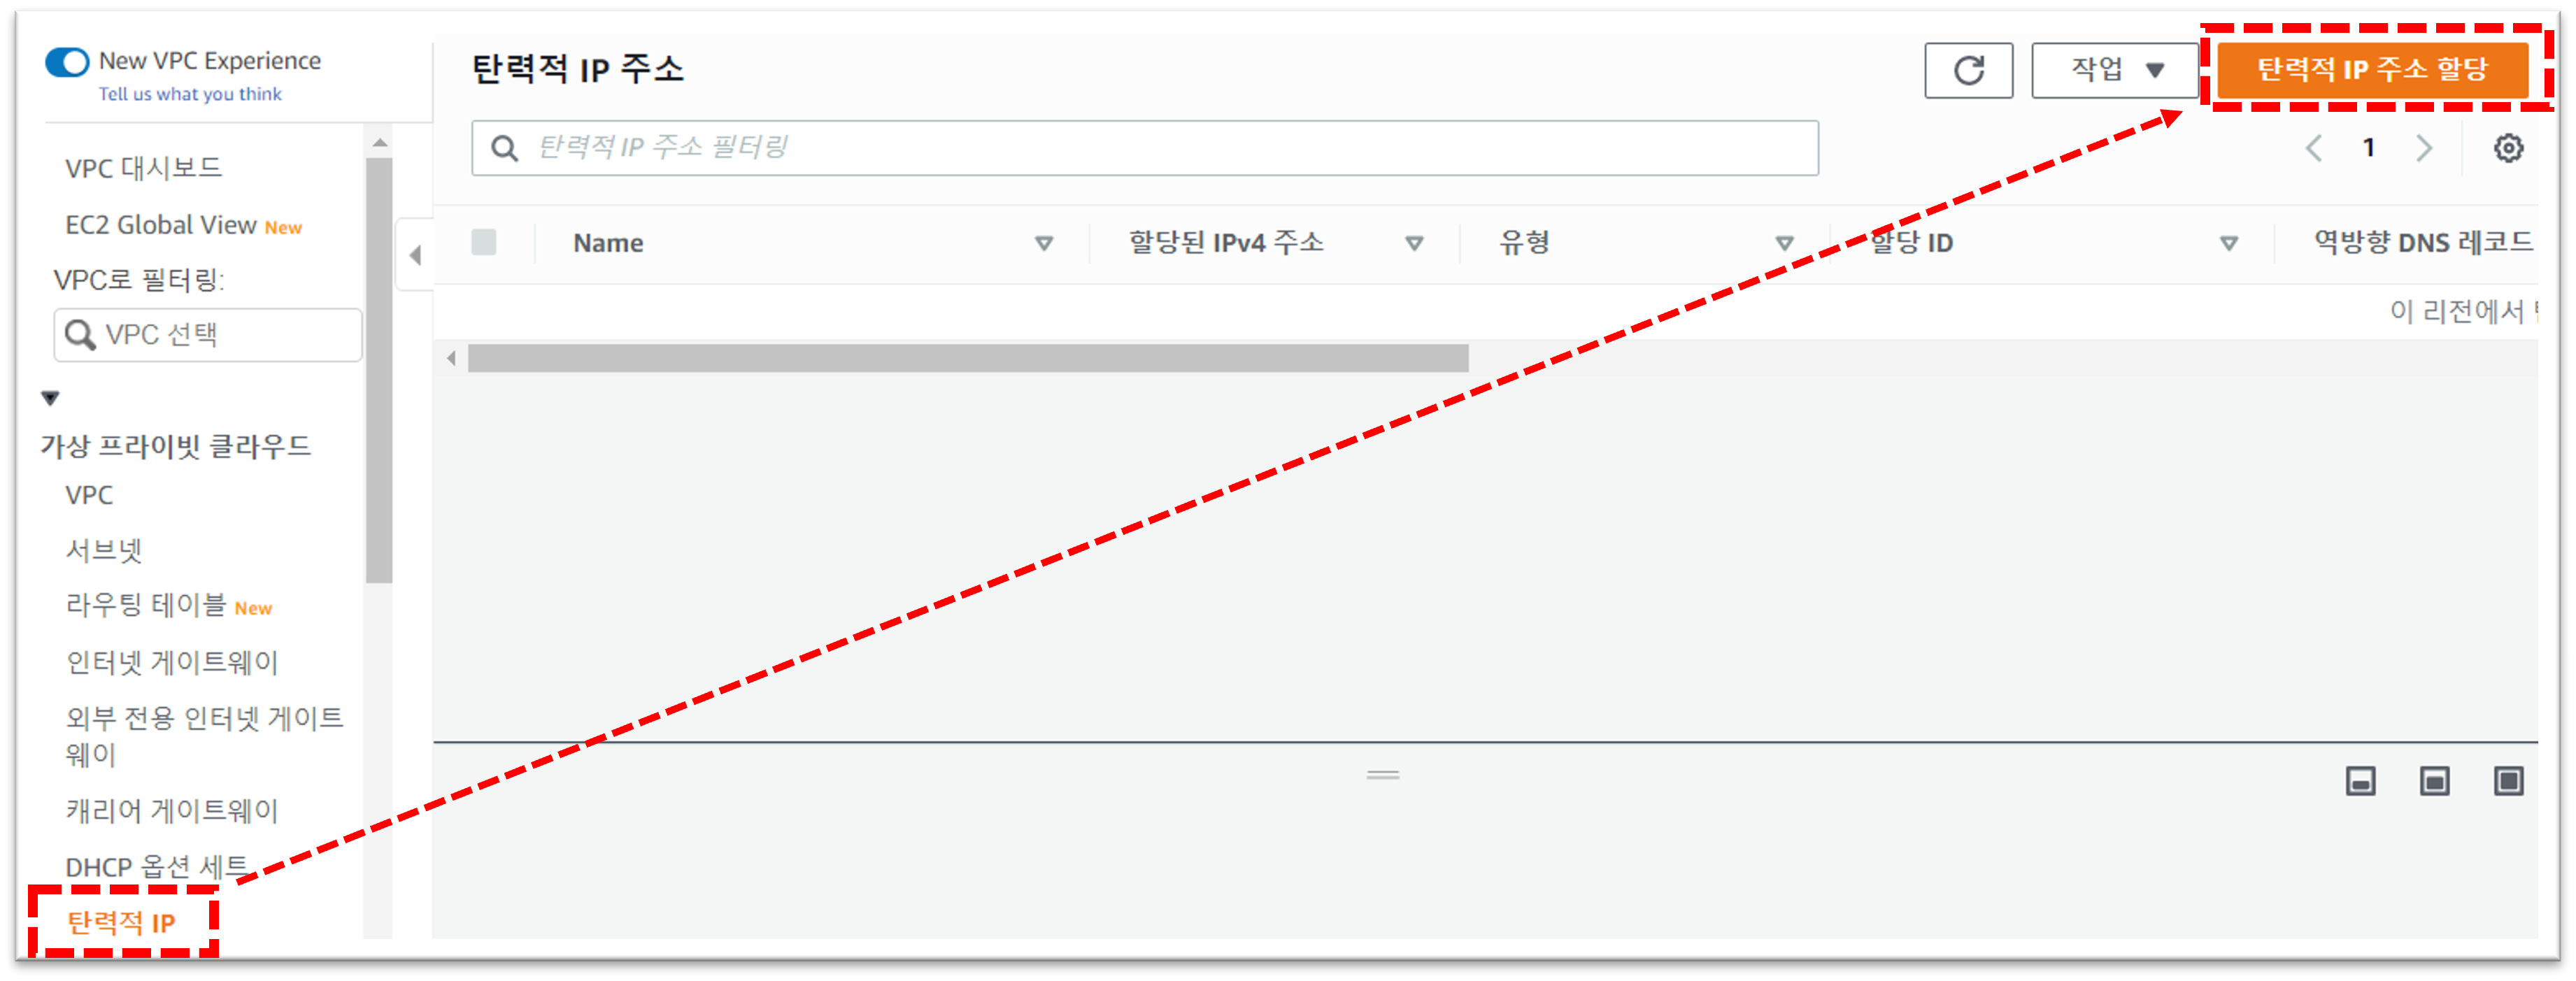 New VPC Experience
Tell us what you think
VPC 대시보드
EC2 Global View New
VPC로 필터링:
VPC 선택
가상 프라이빗 클라우드
VPC
서브넷
라우팅 테이블 New
인터넷 게이트웨이
외부 전용 인터넷 게이트
웨이
캐리어 게이트웨이
DHCP 옵션 세트
탄력적 IP
탄력적 IP 주소
작업
탄력적 IP 주소 할당
탄력적 IP 주소 필터링
1
Name
할당된 IPv4 주소
유형
할당 ID
역방향 DNS 레코드
이 리전에서